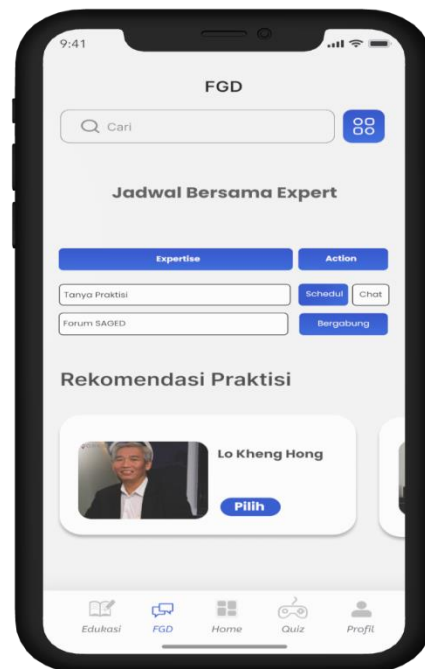 9:41
FGD
Cari
Jadwal Bersama Expert
Expertise Action
Tanya Praktisi Schedul Chat
Forum SAGED Bergabung
Rekomendasi Praktisi
Lo Kheng Hong
Pilih
Edukasi FGD Home Quiz Profil